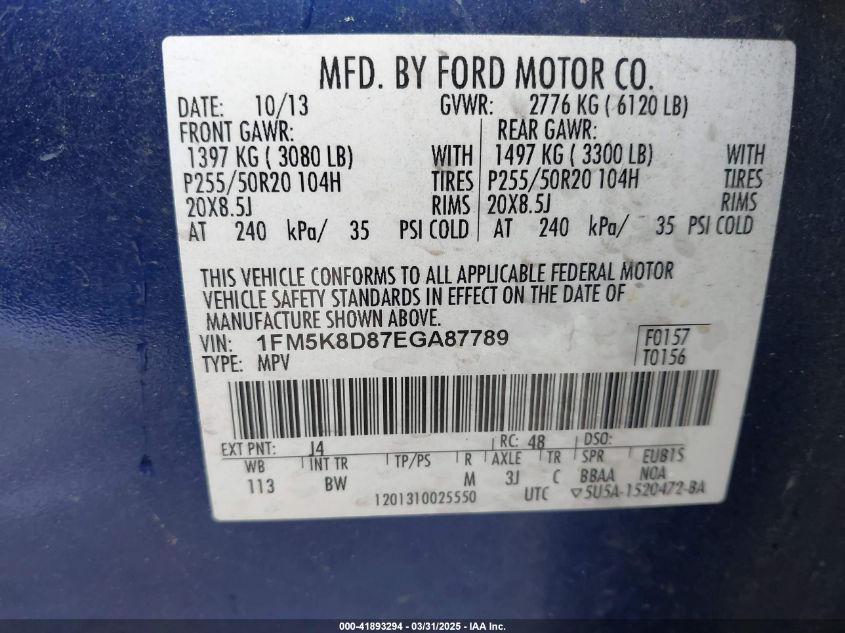 MFD. BY FORD MOTOR CO.
DATE: 10/13 GVWR: 2776 KG ( 6120 LB)
FRONT GAWR: REAR GAWR:
1397 KG ( 3080 LB) WITH 1497 KG ( 3300 LB) WITH
P255/50R20 104H TIRES P255/50R20 104H TIRES
20X8.5J RIMS 20X8.5J RIMS
AT 240 kPa/ 35 PSI COLD AT 240 kPa/ 35 PSI COLD
THIS VEHICLE CONFORMS TO ALL APPLICABLE FEDERAL MOTOR
VEHICLE SAFETY STANDARDS IN EFFECT ON THE DATE OF
MANUFACTURE SHOWN ABOVE.
VIN: 1FM5K8D87EGA87789 F0157
TYPE: MPV T0156
EXT PNT: J4 RC: 48 DSO:
WB INT TR TP/PS R AXLE TR SPR EUB1S
113 BW M 3J C BBAA NOA
1201310025550 UTC ▽5U5A-1520472-BA
000-41893294 - 03/31/2025 - IAA Inc.